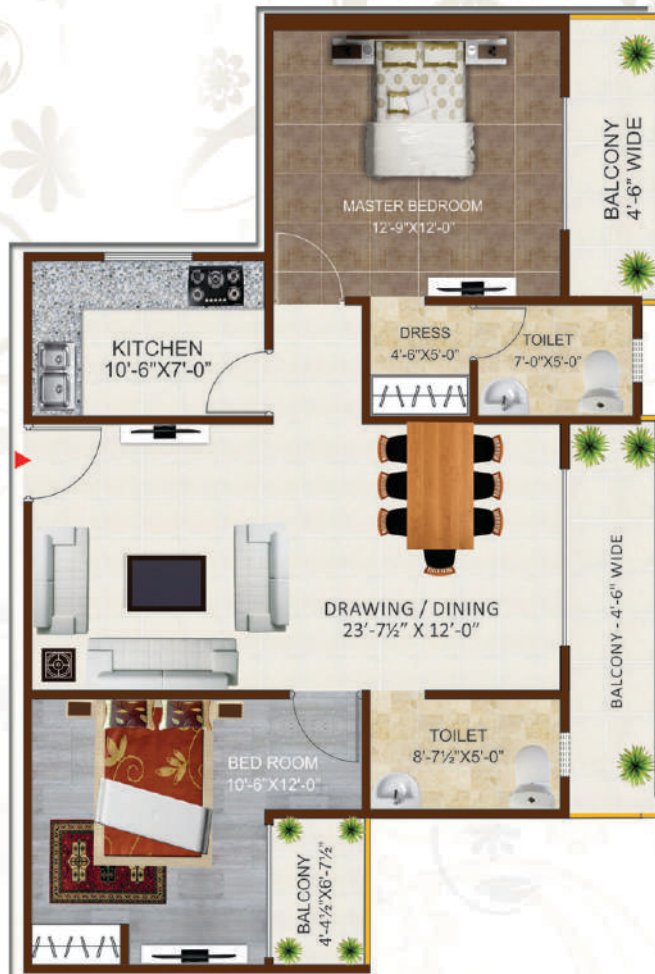 MASTER BEDROOM
12'-9"X12'-0"
BALCONY
4'-6" WIDE
KITCHEN
10'-6"X7'-0"
DRESS
4'-6"X5'-0"
TOILET
7'-0"X5'-0"
DRAWING / DINING
23'-7½" X 12'-0"
BALCONY - 4'-6" WIDE
BED ROOM
10'-6"X12'-0"
TOILET
8'-7½"X5'-0"
BALCONY
4'-4½"X6'-7½"